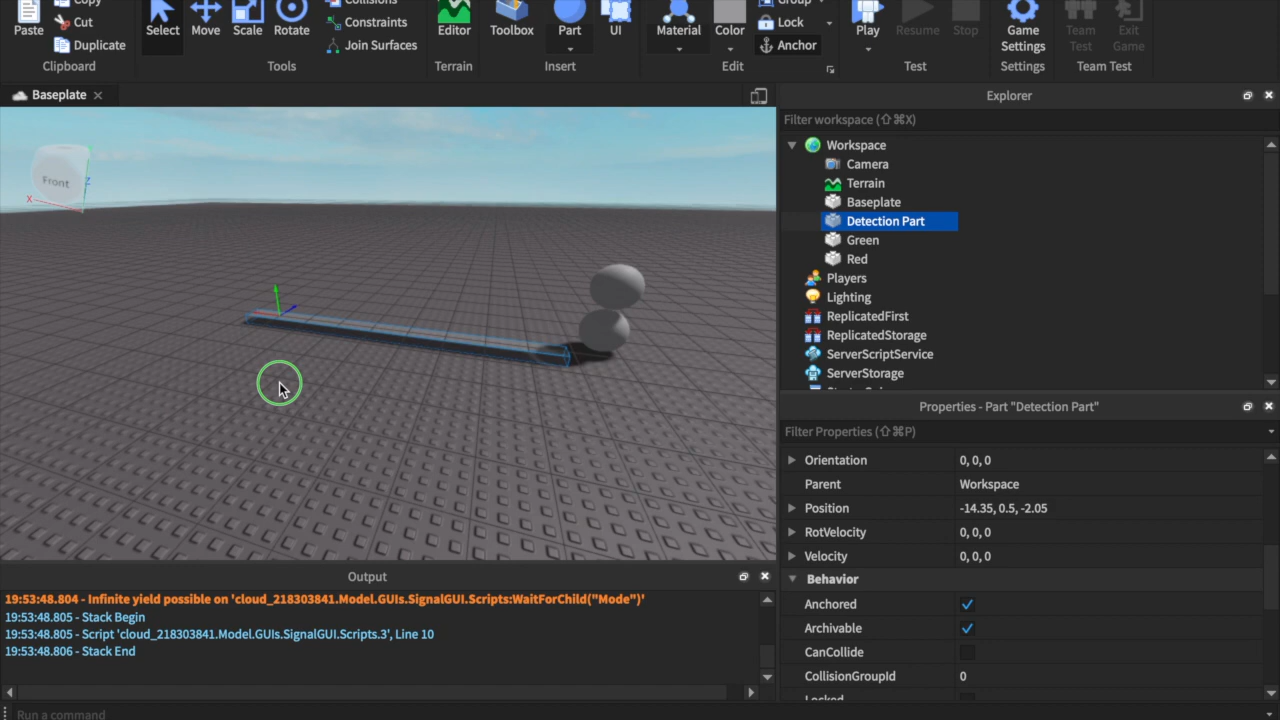 Copy
Collisions
Group
Cut
Constraints
Lock
Duplicate
Join Surfaces
Anchor
Paste
Select
Move
Scale
Rotate
Editor
Toolbox
Part
UI
Material
Color
Play
Resume
Stop
Game
Settings
Team
Test
Exit
Game
Clipboard
Tools
Terrain
Insert
Edit
Test
Settings
Team Test
Baseplate
Explorer
Filter workspace (⇧⌘X)
Workspace
Camera
Terrain
Baseplate
Detection Part
Green
Red
Players
Lighting
ReplicatedFirst
ReplicatedStorage
ServerScriptService
ServerStorage
Front
X
Z
Properties - Part "Detection Part"
Filter Properties (⇧⌘P)
Orientation 0, 0, 0
Parent Workspace
Position -14.35, 0.5, -2.05
RotVelocity 0, 0, 0
Velocity 0, 0, 0
Behavior
Anchored
Archivable
CanCollide
CollisionGroupId 0
Locked
Output
19:53:48.804 - Infinite yield possible on 'cloud_218303841.Model.GUIs.SignalGUI.Scripts:WaitForChild("Mode")'
19:53:48.805 - Stack Begin
19:53:48.805 - Script 'cloud_218303841.Model.GUIs.SignalGUI.Scripts.3', Line 10
19:53:48.806 - Stack End
Run a command